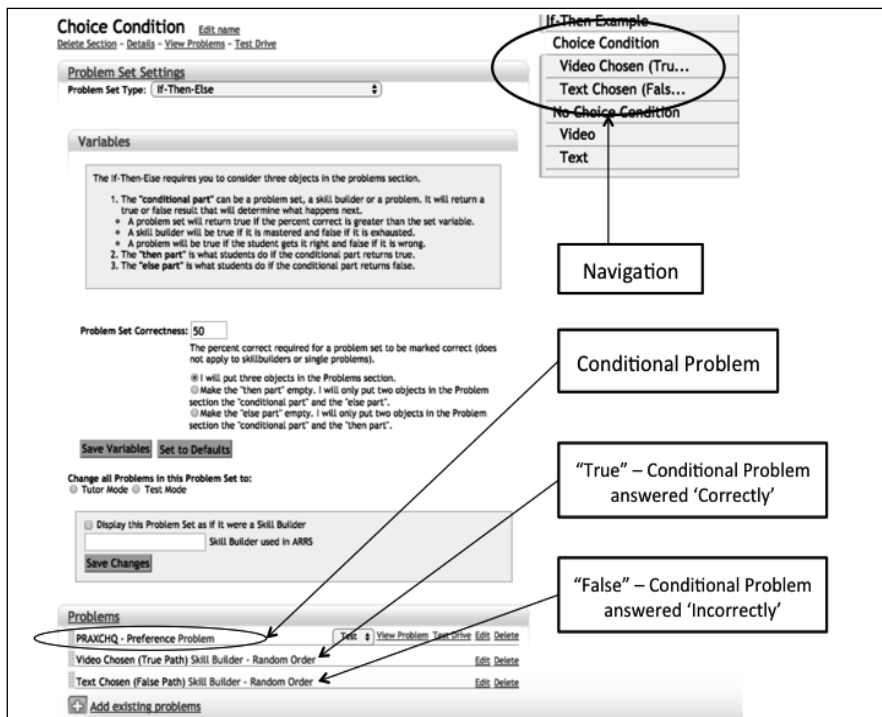 Choice Condition Edit name
Delete Section - Details - View Problems - Test Drive
Problem Set Settings
Problem Set Type: If-Then-Else
Variables
The If-Then-Else requires you to consider three objects in the problems section.
1. The "conditional part" can be a problem set, a skill builder or a problem. It will return a
true or false result that will determine what happens next.
A problem set will return true if the percent correct is greater than the set variable.
A skill builder will be true if it is mastered and false if it is exhausted.
A problem will be true if the student gets it right and false if it is wrong.
2. The "then part" is what students do if the conditional part returns true.
3. The "else part" is what students do if the conditional part returns false.
Problem Set Correctness: 50
The percent correct required for a problem set to be marked correct (does
not apply to skillbuilders or single problems).
I will put three objects in the Problems section.
Make the "then part" empty. I will only put two objects in the Problem
section the "conditional part" and the "else part".
Make the "else part" empty. I will only put two objects in the Problem
section the "conditional part" and the "then part".
Save Variables Set to Defaults
Change all Problems in this Problem Set to:
Tutor Mode Test Mode
Display this Problem Set as if it were a Skill Builder
Skill Builder used in ARRS
Save Changes
Problems
PRAXCHQ - Preference Problem Test View Problem Test Drive Edit Delete
Video Chosen (True Path) Skill Builder - Random Order Edit Delete
Text Chosen (False Path) Skill Builder - Random Order Edit Delete
Add existing problems
If-Then Example
Choice Condition
Video Chosen (Tru...
Text Chosen (Fals...
No Choice Condition
Video
Text
Navigation
Conditional Problem
"True" – Conditional Problem
answered 'Correctly'
"False" – Conditional Problem
answered 'Incorrectly'